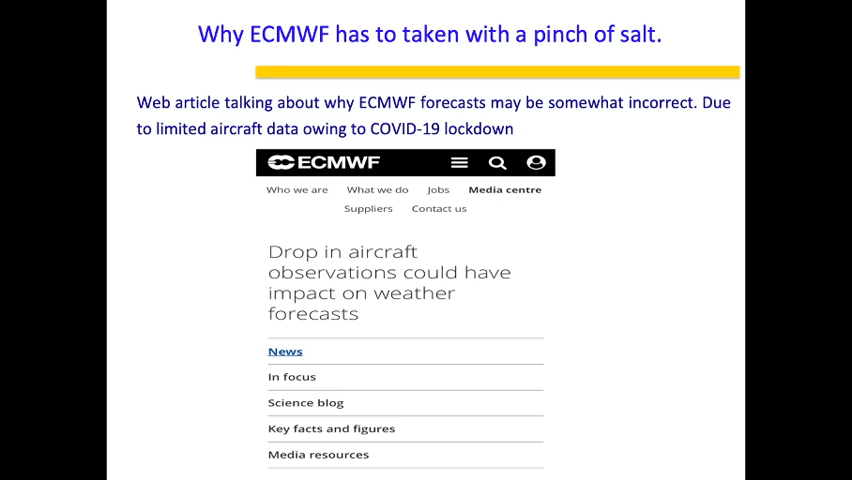 Why ECMWF has to taken with a pinch of salt.
Web article talking about why ECMWF forecasts may be somewhat incorrect. Due
to limited aircraft data owing to COVID-19 lockdown
ECMWF
Who we are What we do Jobs Media centre
Suppliers Contact us
Drop in aircraft
observations could have
impact on weather
forecasts
News
In focus
Science blog
Key facts and figures
Media resources